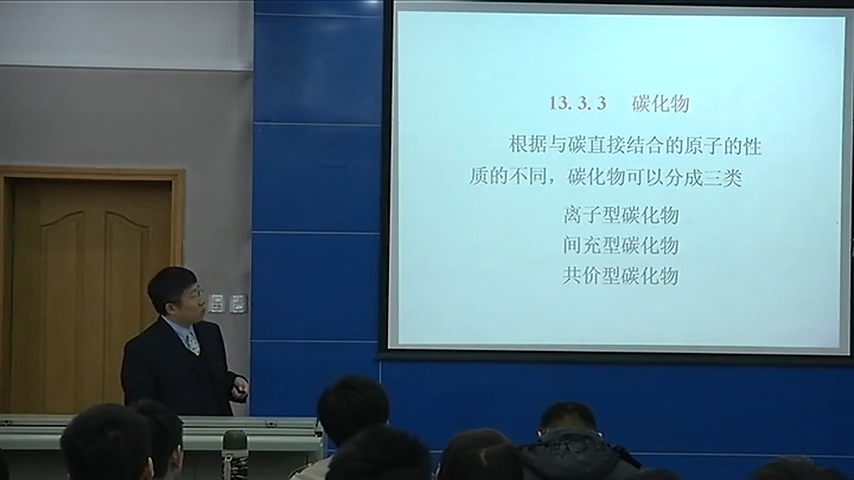 13.3.3 碳化物
根据与碳直接结合的原子的性
质的不同，碳化物可以分成三类
离子型碳化物
间充型碳化物
共价型碳化物